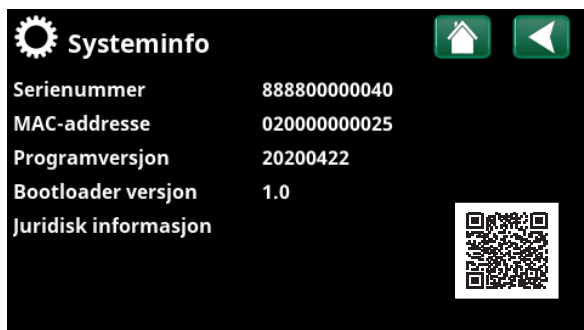 Systeminfo
Serienummer 888800000040
MAC-addresse 020000000025
Programversjon 20200422
Bootloader versjon 1.0
Juridisk informasjon